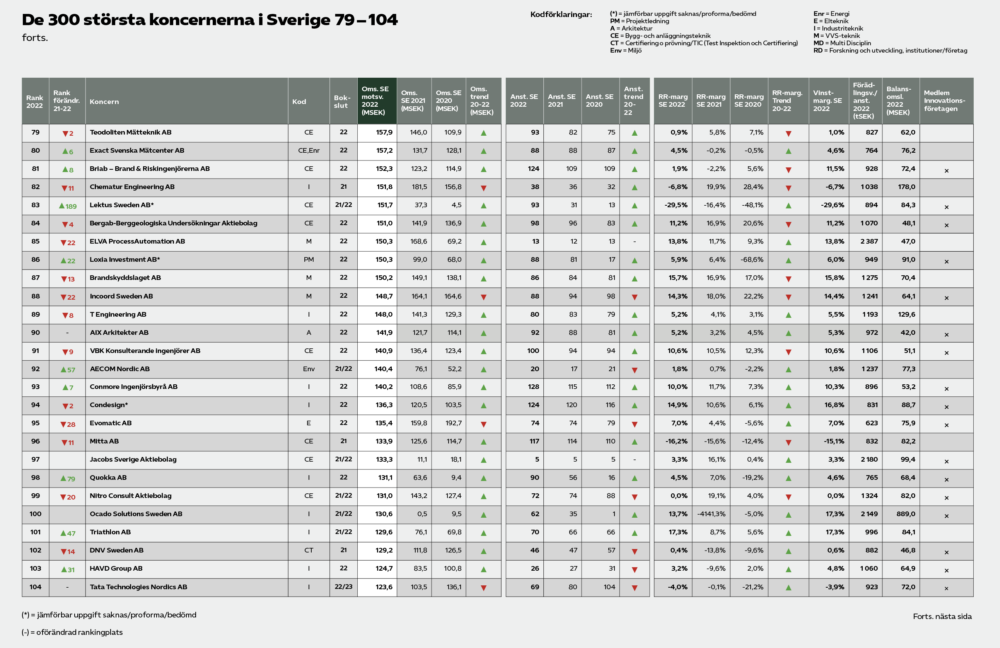 De 300 största koncernerna i Sverige 79–104
forts.
Kodförklaringar:
(*) = jämförbar uppgift saknas/proforma/bedömd
PM = Projektledning
A = Arkitektur
CE = Bygg- och anläggningsteknik
CT = Certifiering o prövning/TIC (Test Inspektion och Certifiering)
Env = Miljö
Enr = Energi
E = Elteknik
I = Industriteknik
M = VVS-teknik
MD = Multi Disciplin
RD = Forskning och utveckling, institutioner/företag
Rank 2022 | Rank förändr. 21-22 | Koncern | Kod | Bok-slut | Oms. SE motsv. 2022 (MSEK) | Oms. SE 2021 (MSEK) | Oms. SE 2020 (MSEK) | Oms. trend 20-22 (MSEK) | Anst. SE 2022 | Anst. SE 2021 | Anst. SE 2020 | Anst. trend 20-22 | RR-marg SE 2022 | RR-marg SE 2021 | RR-marg SE 2020 | RR-marg. Trend 20-22 | Vinst-marg. SE 2022 | Föräd-lingsv./anst. 2022 (tSEK) | Balans-omsl. 2022 (MSEK) | Medlem Innovations-företagen
79 ▼2 Teodoliten Mätteknik AB CE 22 157,9 146,0 109,9 ▲ 93 82 75 ▲ 0,9% 5,8% 7,1% ▼ 1,0% 827 62,0
80 ▲6 Exact Svenska Mätcenter AB CE,Enr 22 157,2 131,7 128,1 ▲ 88 88 87 ▲ 4,5% -0,2% -0,5% ▲ 4,6% 764 76,2
81 ▲8 Briab – Brand & Riskingenjörerna AB CE 22 152,3 123,2 114,9 ▲ 124 109 109 ▲ 1,9% -2,2% 5,6% ▼ 11,5% 928 72,4 ×
82 ▼11 Chematur Engineering AB I 21 151,8 181,5 156,8 ▼ 38 36 32 ▲ -6,8% 19,9% 28,4% ▼ -6,7% 1 038 178,0
83 ▲189 Lektus Sweden AB* CE 21/22 151,7 37,3 4,5 ▲ 93 31 13 ▲ -29,5% -16,4% -48,1% ▲ -29,6% 894 84,3 ×
84 ▼4 Bergab-Berggeologiska Undersökningar Aktiebolag CE 22 151,0 141,9 136,9 ▲ 98 96 83 ▲ 11,2% 16,9% 20,6% ▼ 11,2% 1 070 48,1 ×
85 ▼22 ELVA ProcessAutomation AB M 22 150,3 168,6 69,2 ▲ 13 12 13 - 13,8% 11,7% 9,3% ▲ 13,8% 2 387 47,0
86 ▲22 Loxia Investment AB* PM 22 150,3 99,0 68,0 ▲ 88 81 17 ▲ 5,9% 6,4% -68,6% ▲ 6,0% 949 91,0 ×
87 ▼13 Brandskyddslaget AB M 22 150,2 149,1 138,1 ▲ 86 84 81 ▲ 15,7% 16,9% 17,0% ▼ 15,8% 1 275 70,4
88 ▼22 Incoord Sweden AB M 22 148,7 164,1 164,6 ▼ 88 94 98 ▼ 14,3% 18,0% 22,2% ▼ 14,4% 1 241 64,1 ×
89 ▼8 T Engineering AB I 22 148,0 141,3 129,3 ▲ 80 83 79 ▲ 5,2% 4,1% 3,1% ▲ 5,5% 1 193 129,6
90 - AIX Arkitekter AB A 22 141,9 121,7 114,1 ▲ 92 88 81 ▲ 5,2% 3,2% 4,5% ▲ 5,3% 972 42,0 ×
91 ▼9 VBK Konsulterande ingenjörer AB CE 22 140,9 136,4 123,4 ▲ 100 94 94 ▲ 10,6% 10,5% 12,3% ▼ 10,6% 1 106 51,1 ×
92 ▲57 AECOM Nordic AB Env 21/22 140,4 76,1 52,2 ▲ 20 17 21 ▼ 1,8% 0,7% -2,2% ▲ 1,8% 1 237 77,3
93 ▲7 Conmore Ingenjörsbyrå AB I 22 140,2 108,6 85,9 ▲ 128 115 112 ▲ 10,0% 11,7% 7,3% ▲ 10,3% 896 53,2 ×
94 ▼2 Condesign* I 22 136,3 120,5 103,5 ▲ 124 120 116 ▲ 14,9% 10,6% 6,1% ▲ 16,8% 831 88,7 ×
95 ▼28 Evomatic AB E 22 135,4 159,8 192,7 ▼ 74 74 79 ▼ 7,0% 4,4% -5,6% ▲ 7,0% 623 75,9 ×
96 ▼11 Mitta AB CE 21 133,9 125,6 114,7 ▲ 117 114 110 ▲ -16,2% -15,6% -12,4% ▼ -15,1% 832 82,2
97 Jacobs Sverige Aktiebolag CE 21/22 133,3 11,1 18,1 ▲ 5 5 5 - 3,3% 16,1% 0,4% ▲ 3,3% 2 180 99,4 ×
98 ▲79 Quokka AB I 22 131,1 63,6 9,4 ▲ 90 56 16 ▲ 4,5% 7,0% -19,2% ▲ 4,6% 765 68,4 ×
99 ▼20 Nitro Consult Aktiebolag CE 21/22 131,0 143,2 127,4 ▲ 72 74 88 ▼ 0,0% 19,1% 4,0% ▼ 0,0% 1 324 82,0 ×
100 Ocado Solutions Sweden AB I 21/22 130,6 0,5 9,5 ▲ 62 35 1 ▲ 13,7% -4141,3% -5,0% ▲ 17,3% 2 149 889,0 ×
101 ▲47 Triathlon AB I 21/22 129,6 76,1 69,8 ▲ 70 66 66 ▲ 17,3% 8,7% 5,6% ▲ 17,3% 996 84,1
102 ▼14 DNV Sweden AB CT 21 129,2 111,8 126,5 ▲ 46 47 57 ▼ 0,4% -13,8% -9,6% ▲ 0,6% 882 46,8 ×
103 ▲31 HAVD Group AB I 22 124,7 83,5 100,8 ▲ 26 27 31 ▼ 3,2% -9,6% 2,0% ▲ 4,8% 1 060 64,9 ×
104 - Tata Technologies Nordics AB I 22/23 123,6 103,5 136,1 ▼ 69 80 104 ▼ -4,0% -0,1% -21,2% ▲ -3,9% 923 72,0 ×
(*) = jämförbar uppgift saknas/proforma/bedömd
(-) = oförändrad rankingplats
Forts. nästa sida